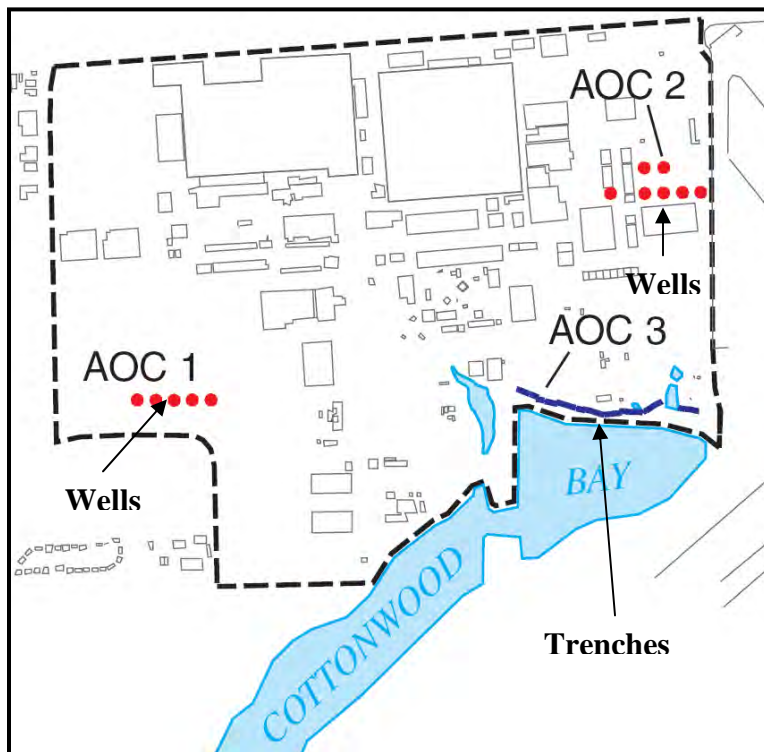 AOC 2
Wells
AOC 3
AOC 1
Wells
BAY
COTTONWOOD
Trenches